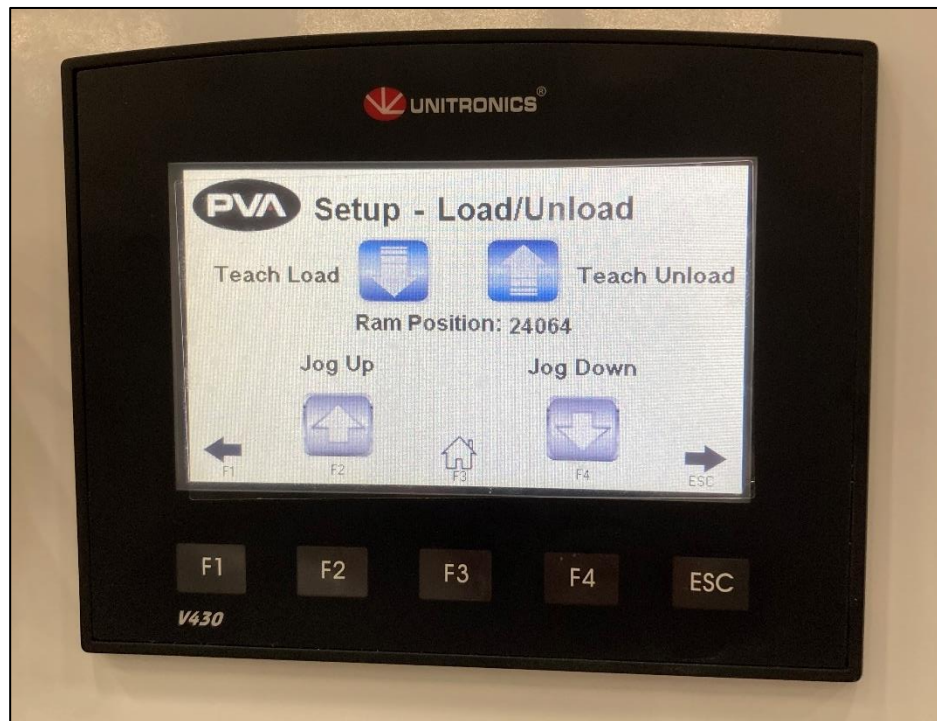 UNITRONICS®
PVA Setup - Load/Unload
Teach Load Teach Unload
Ram Position: 24064
Jog Up Jog Down
F1 F2 F3 F4 ESC
F1 F2 F3 F4 ESC
V430